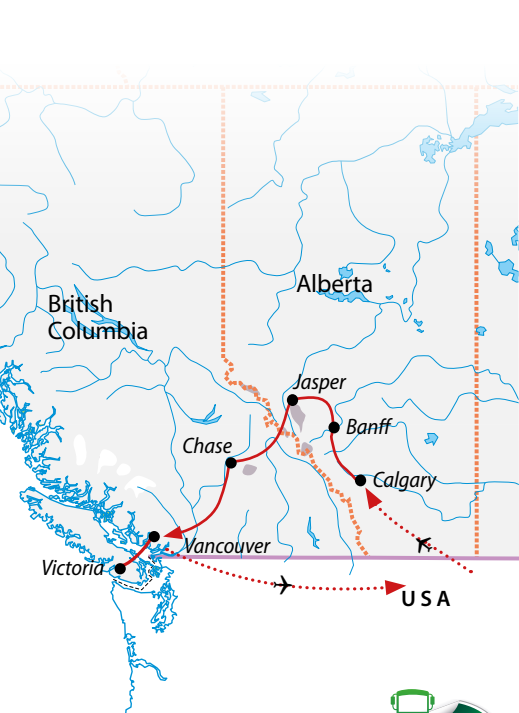 Alberta
British
Columbia
Jasper
Banff
Chase
Calgary
Vancouver
Victoria
USA